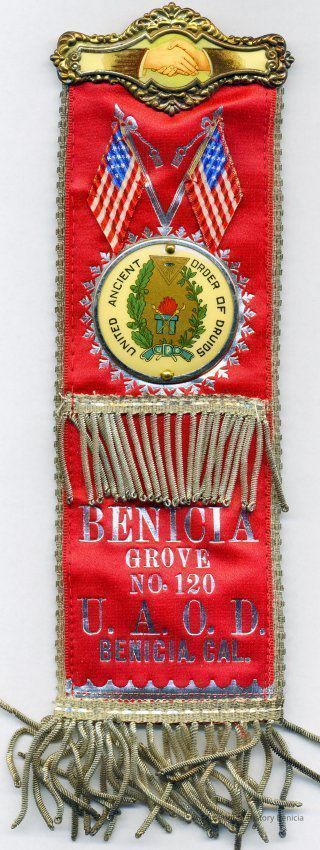 UNITED ANCIENT ORDER OF DRUIDS
BENICIA
GROVE
NO. 120
U. A. O. D.
BENICIA, CAL.